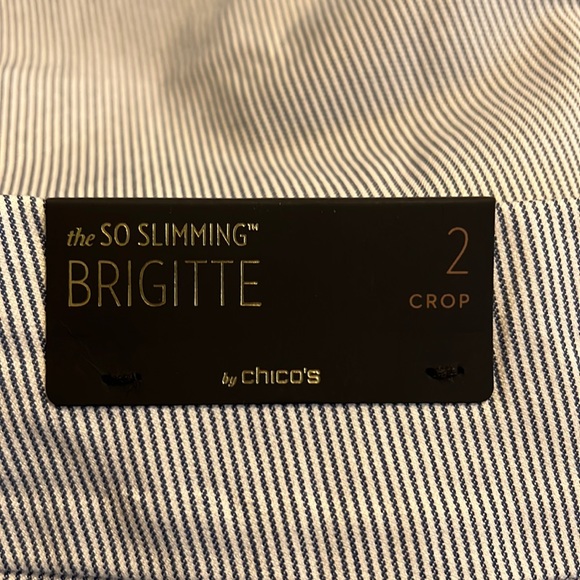 the SO SLIMMING™
BRIGITTE
2
CROP
by chico's